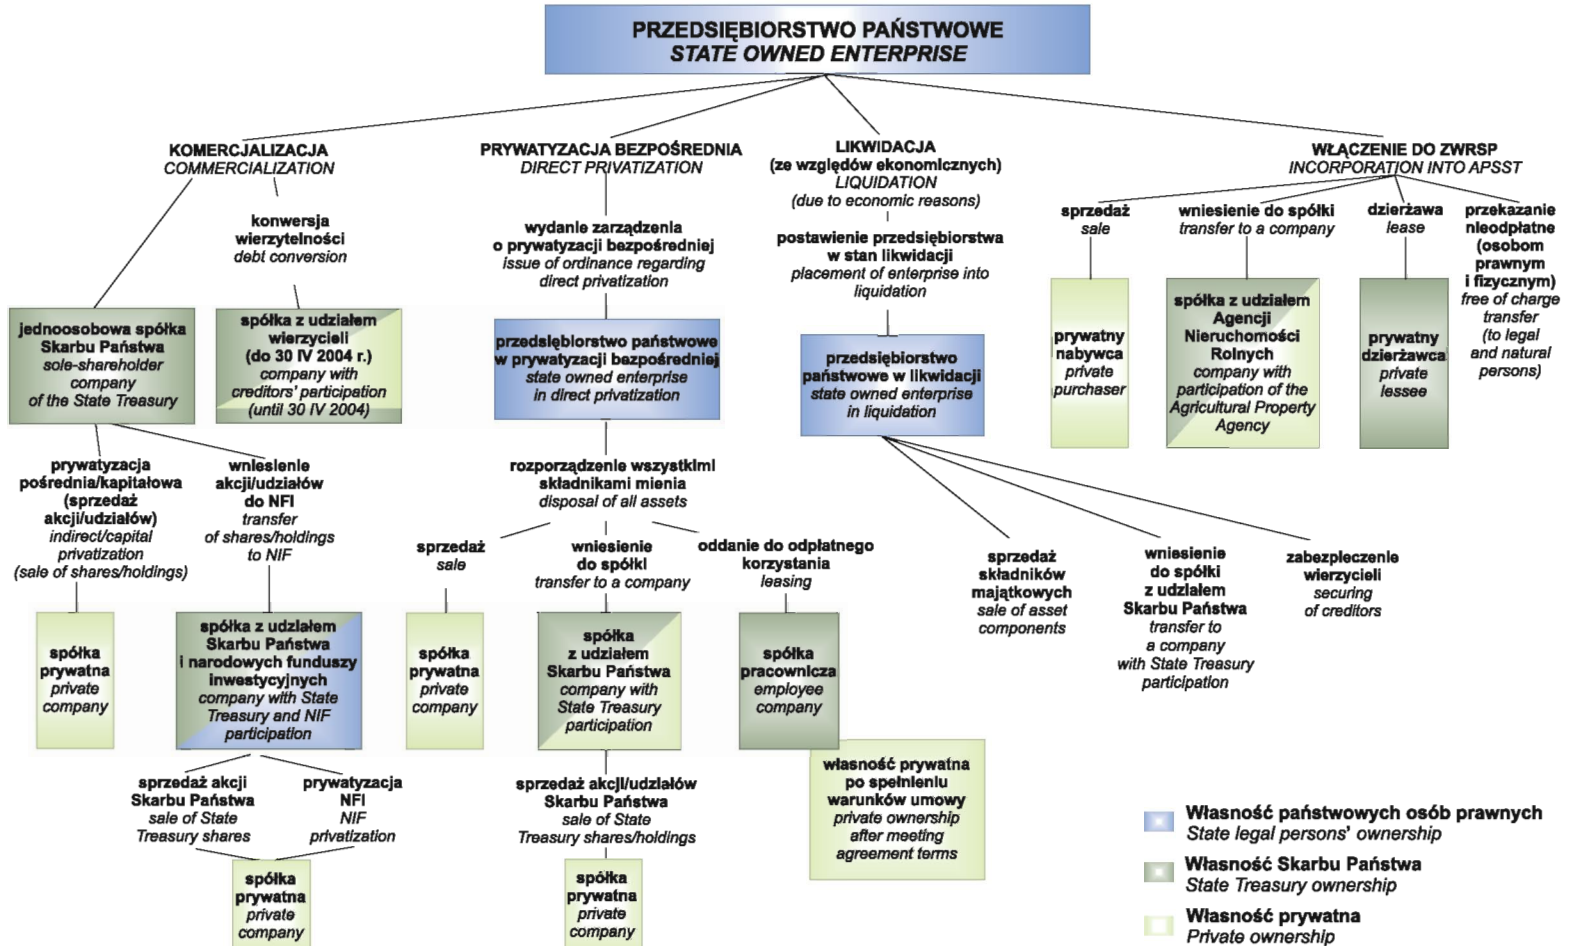 PRZEDSIĘBIORSTWO PAŃSTWOWE
STATE OWNED ENTERPRISE
KOMERCJALIZACJA
COMMERCIALIZATION
PRYWATYZACJA BEZPOŚREDNIA
DIRECT PRIVATIZATION
LIKWIDACJA
(ze względów ekonomicznych)
LIQUIDATION
(due to economic reasons)
WŁĄCZENIE DO ZWRSP
INCORPORATION INTO APSST
konwersja
wierzytelności
debt conversion
wydanie zarządzenia
o prywatyzacji bezpośredniej
issue of ordinance regarding
direct privatization
postawienie przedsiębiorstwa
w stan likwidacji
placement of enterprise into
liquidation
sprzedaż
sale
wniesienie do spółki
transfer to a company
dzierżawa
lease
przekazanie
nieodpłatne
(osobom
prawnym
i fizycznym)
free of charge
transfer
(to legal
and natural
persons)
jednoosobowa spółka
Skarbu Państwa
sole-shareholder
company
of the State Treasury
spółka z udziałem
wierzycieli
(do 30 IV 2004 r.)
company with
creditors' participation
(until 30 IV 2004)
przedsiębiorstwo państwowe
w prywatyzacji bezpośredniej
state owned enterprise
in direct privatization
przedsiębiorstwo
państwowe w likwidacji
state owned enterprise
in liquidation
prywatny
nabywca
private
purchaser
spółka z udziałem
Agencji
Nieruchomości
Rolnych
company with
participation of the
Agricultural Property
Agency
prywatny
dzierżawca
private
lessee
prywatyzacja
pośrednia/kapitałowa
(sprzedaż
akcji/udziałów)
indirect/capital
privatization
(sale of shares/holdings)
wniesienie
akcji/udziałów
do NFI
transfer
of shares/holdings
to NIF
rozporządzenie wszystkimi
składnikami mienia
disposal of all assets
sprzedaż
sale
wniesienie
do spółki
transfer to a company
oddanie do odpłatnego
korzystania
leasing
sprzedaż
składników
majątkowych
sale of asset
components
wniesienie
do spółki
z udziałem
Skarbu Państwa
transfer to
a company
with State Treasury
participation
zabezpieczenie
wierzycieli
securing
of creditors
spółka
prywatna
private
company
spółka z udziałem
Skarbu Państwa
i narodowych funduszy
inwestycyjnych
company with State
Treasury and NIF
participation
spółka
prywatna
private
company
spółka
z udziałem
Skarbu Państwa
company with
State Treasury
participation
spółka
pracownicza
employee
company
własność prywatna
po spełnieniu
warunków umowy
private ownership
after meeting
agreement terms
sprzedaż akcji
Skarbu Państwa
sale of State
Treasury shares
prywatyzacja
NFI
NIF
privatization
sprzedaż akcji/udziałów
Skarbu Państwa
sale of State
Treasury shares/holdings
spółka
prywatna
private
company
spółka
prywatna
private
company
Własność państwowych osób prawnych
State legal persons' ownership
Własność Skarbu Państwa
State Treasury ownership
Własność prywatna
Private ownership